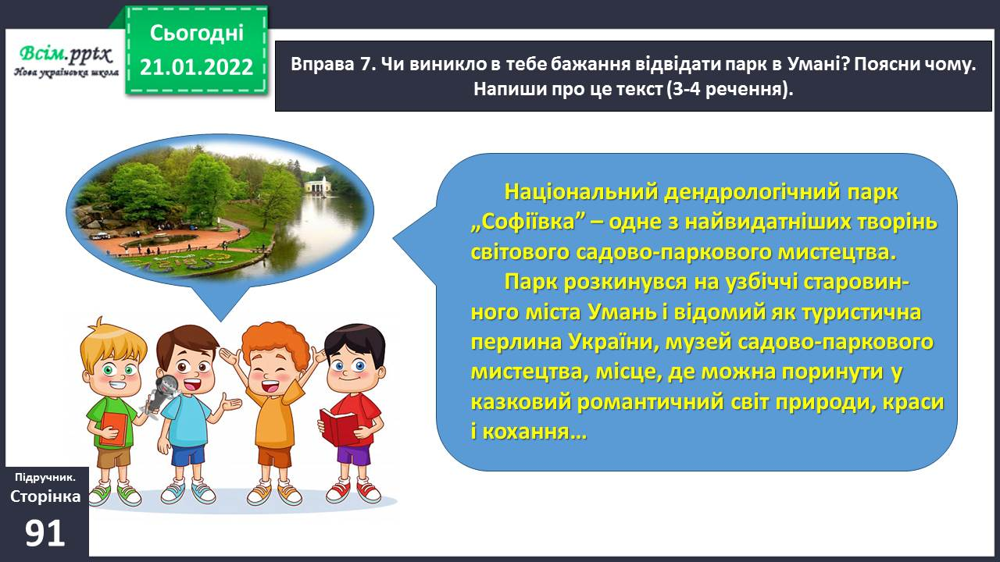 Сьогодні
21.01.2022
Всім.pptx
Нова українська школа
Вправа 7. Чи виникло в тебе бажання відвідати парк в Умані? Поясни чому.
Напиши про це текст (3-4 речення).
Національний дендрологічний парк
„Софіївка” – одне з найвидатніших творінь
світового садово-паркового мистецтва.
Парк розкинувся на узбіччі старовин-
ного міста Умань і відомий як туристична
перлина України, музей садово-паркового
мистецтва, місце, де можна поринути у
казковий романтичний світ природи, краси
і кохання…
Підручник.
Сторінка
91